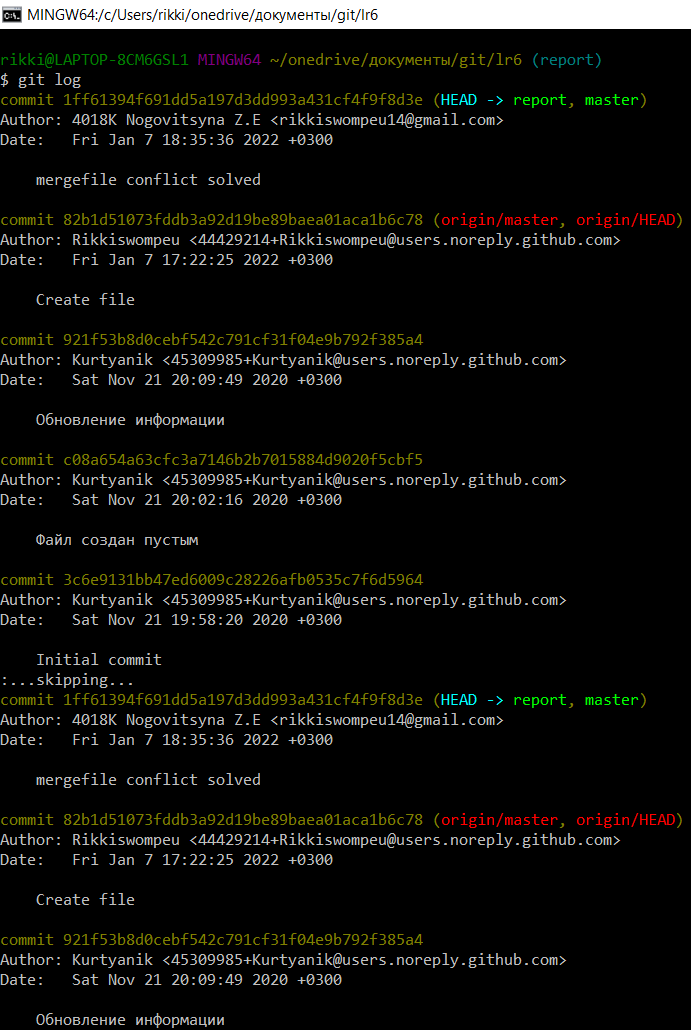 MINGW64:/c/Users/rikki/onedrive/документы/git/lr6
rikki@LAPTOP-8CM6GSL1 MINGW64 ~/onedrive/документы/git/lr6 (report)
$ git log
commit 1ff61394f691dd5a197d3dd993a431cf4f9f8d3e (HEAD -> report, master)
Author: 4018K Nogovitsyna Z.E <rikkiswompeu14@gmail.com>
Date:   Fri Jan 7 18:35:36 2022 +0300
    mergefile conflict solved
commit 82b1d51073fddb3a92d19be89baea01aca1b6c78 (origin/master, origin/HEAD)
Author: Rikkiswompeu <44429214+Rikkiswompeu@users.noreply.github.com>
Date:   Fri Jan 7 17:22:25 2022 +0300
    Create file
commit 921f53b8d0cebf542c791cf31f04e9b792f385a4
Author: Kurtyanik <45309985+Kurtyanik@users.noreply.github.com>
Date:   Sat Nov 21 20:09:49 2020 +0300
    Обновление информации
commit c08a654a63cfc3a7146b2b7015884d9020f5cbf5
Author: Kurtyanik <45309985+Kurtyanik@users.noreply.github.com>
Date:   Sat Nov 21 20:02:16 2020 +0300
    Файл создан пустым
commit 3c6e9131bb47ed6009c28226afb0535c7f6d5964
Author: Kurtyanik <45309985+Kurtyanik@users.noreply.github.com>
Date:   Sat Nov 21 19:58:20 2020 +0300
    Initial commit
:...skipping...
commit 1ff61394f691dd5a197d3dd993a431cf4f9f8d3e (HEAD -> report, master)
Author: 4018K Nogovitsyna Z.E <rikkiswompeu14@gmail.com>
Date:   Fri Jan 7 18:35:36 2022 +0300
    mergefile conflict solved
commit 82b1d51073fddb3a92d19be89baea01aca1b6c78 (origin/master, origin/HEAD)
Author: Rikkiswompeu <44429214+Rikkiswompeu@users.noreply.github.com>
Date:   Fri Jan 7 17:22:25 2022 +0300
    Create file
commit 921f53b8d0cebf542c791cf31f04e9b792f385a4
Author: Kurtyanik <45309985+Kurtyanik@users.noreply.github.com>
Date:   Sat Nov 21 20:09:49 2020 +0300
    Обновление информации